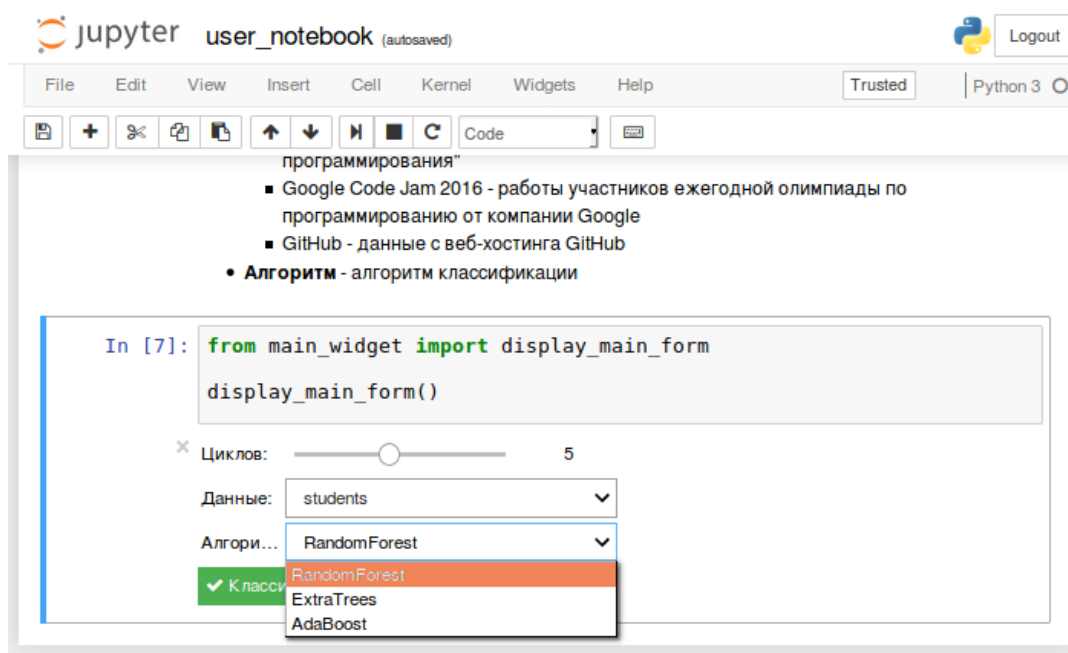 jupyter user_notebook (autosaved) Logout
File Edit View Insert Cell Kernel Widgets Help Trusted Python 3
Code
программирования"
Google Code Jam 2016 - работы участников ежегодной олимпиады по
программированию от компании Google
GitHub - данные с веб-хостинга GitHub
Алгоритм - алгоритм классификации
In [7]: from main_widget import display_main_form
display_main_form()
Циклов: 5
Данные: students
Алгори... RandomForest
RandomForest
Класси
ExtraTrees
AdaBoost